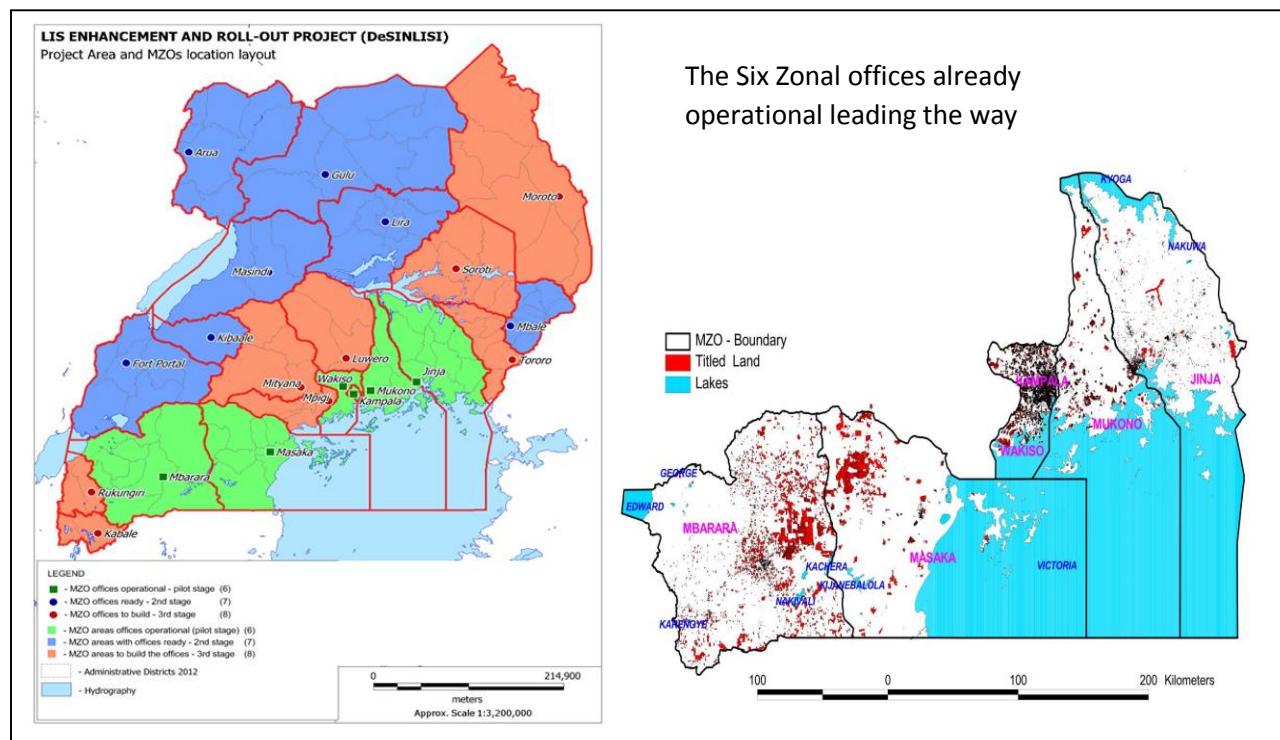 LIS ENHANCEMENT AND ROLL-OUT PROJECT (DeSINLISI)
Project Area and MZOs location layout
Arua
Gulu
Moroto
Lira
Soroti
Masindi
Mbale
Kibaale
Fort Portal
Luwero
Tororo
Mityana
Wakiso
Jinja
Mukono
Mpigi
Kampala
Masaka
Mbarara
Rukungiri
Kabale
LEGEND
- MZO offices operational - pilot stage (6)
- MZO offices ready - 2nd stage (7)
- MZO offices to build - 3rd stage (8)
- MZO areas offices operational (pilot stage) (6)
- MZO areas with offices ready - 2nd stage (7)
- MZO areas to build the offices - 3rd stage (8)
- Administrative Districts 2012
- Hydrography
0 214,900
meters
Approx. Scale 1:3,200,000
The Six Zonal offices already
operational leading the way
MZO - Boundary
Titled Land
Lakes
KYOGA
NAKUWA
KAMPALA
JINJA
MUKONO
WAKISO
GEORGE
EDWARD
MBARARA
MASAKA
KACHERA
KIJANEBALOLA
VICTORIA
NAKIVALI
KARENGYE
100 0 100 200 Kilometers